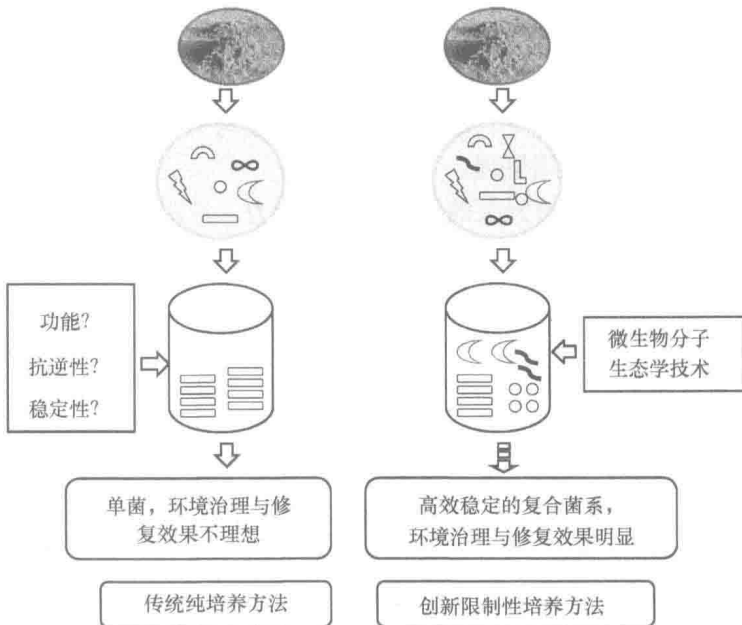 功能?
抗逆性?
稳定性?
微生物分子
生态学技术
单菌，环境治理与修
复效果不理想
高效稳定的复合菌系，
环境治理与修复效果明显
传统纯培养方法
创新限制性培养方法